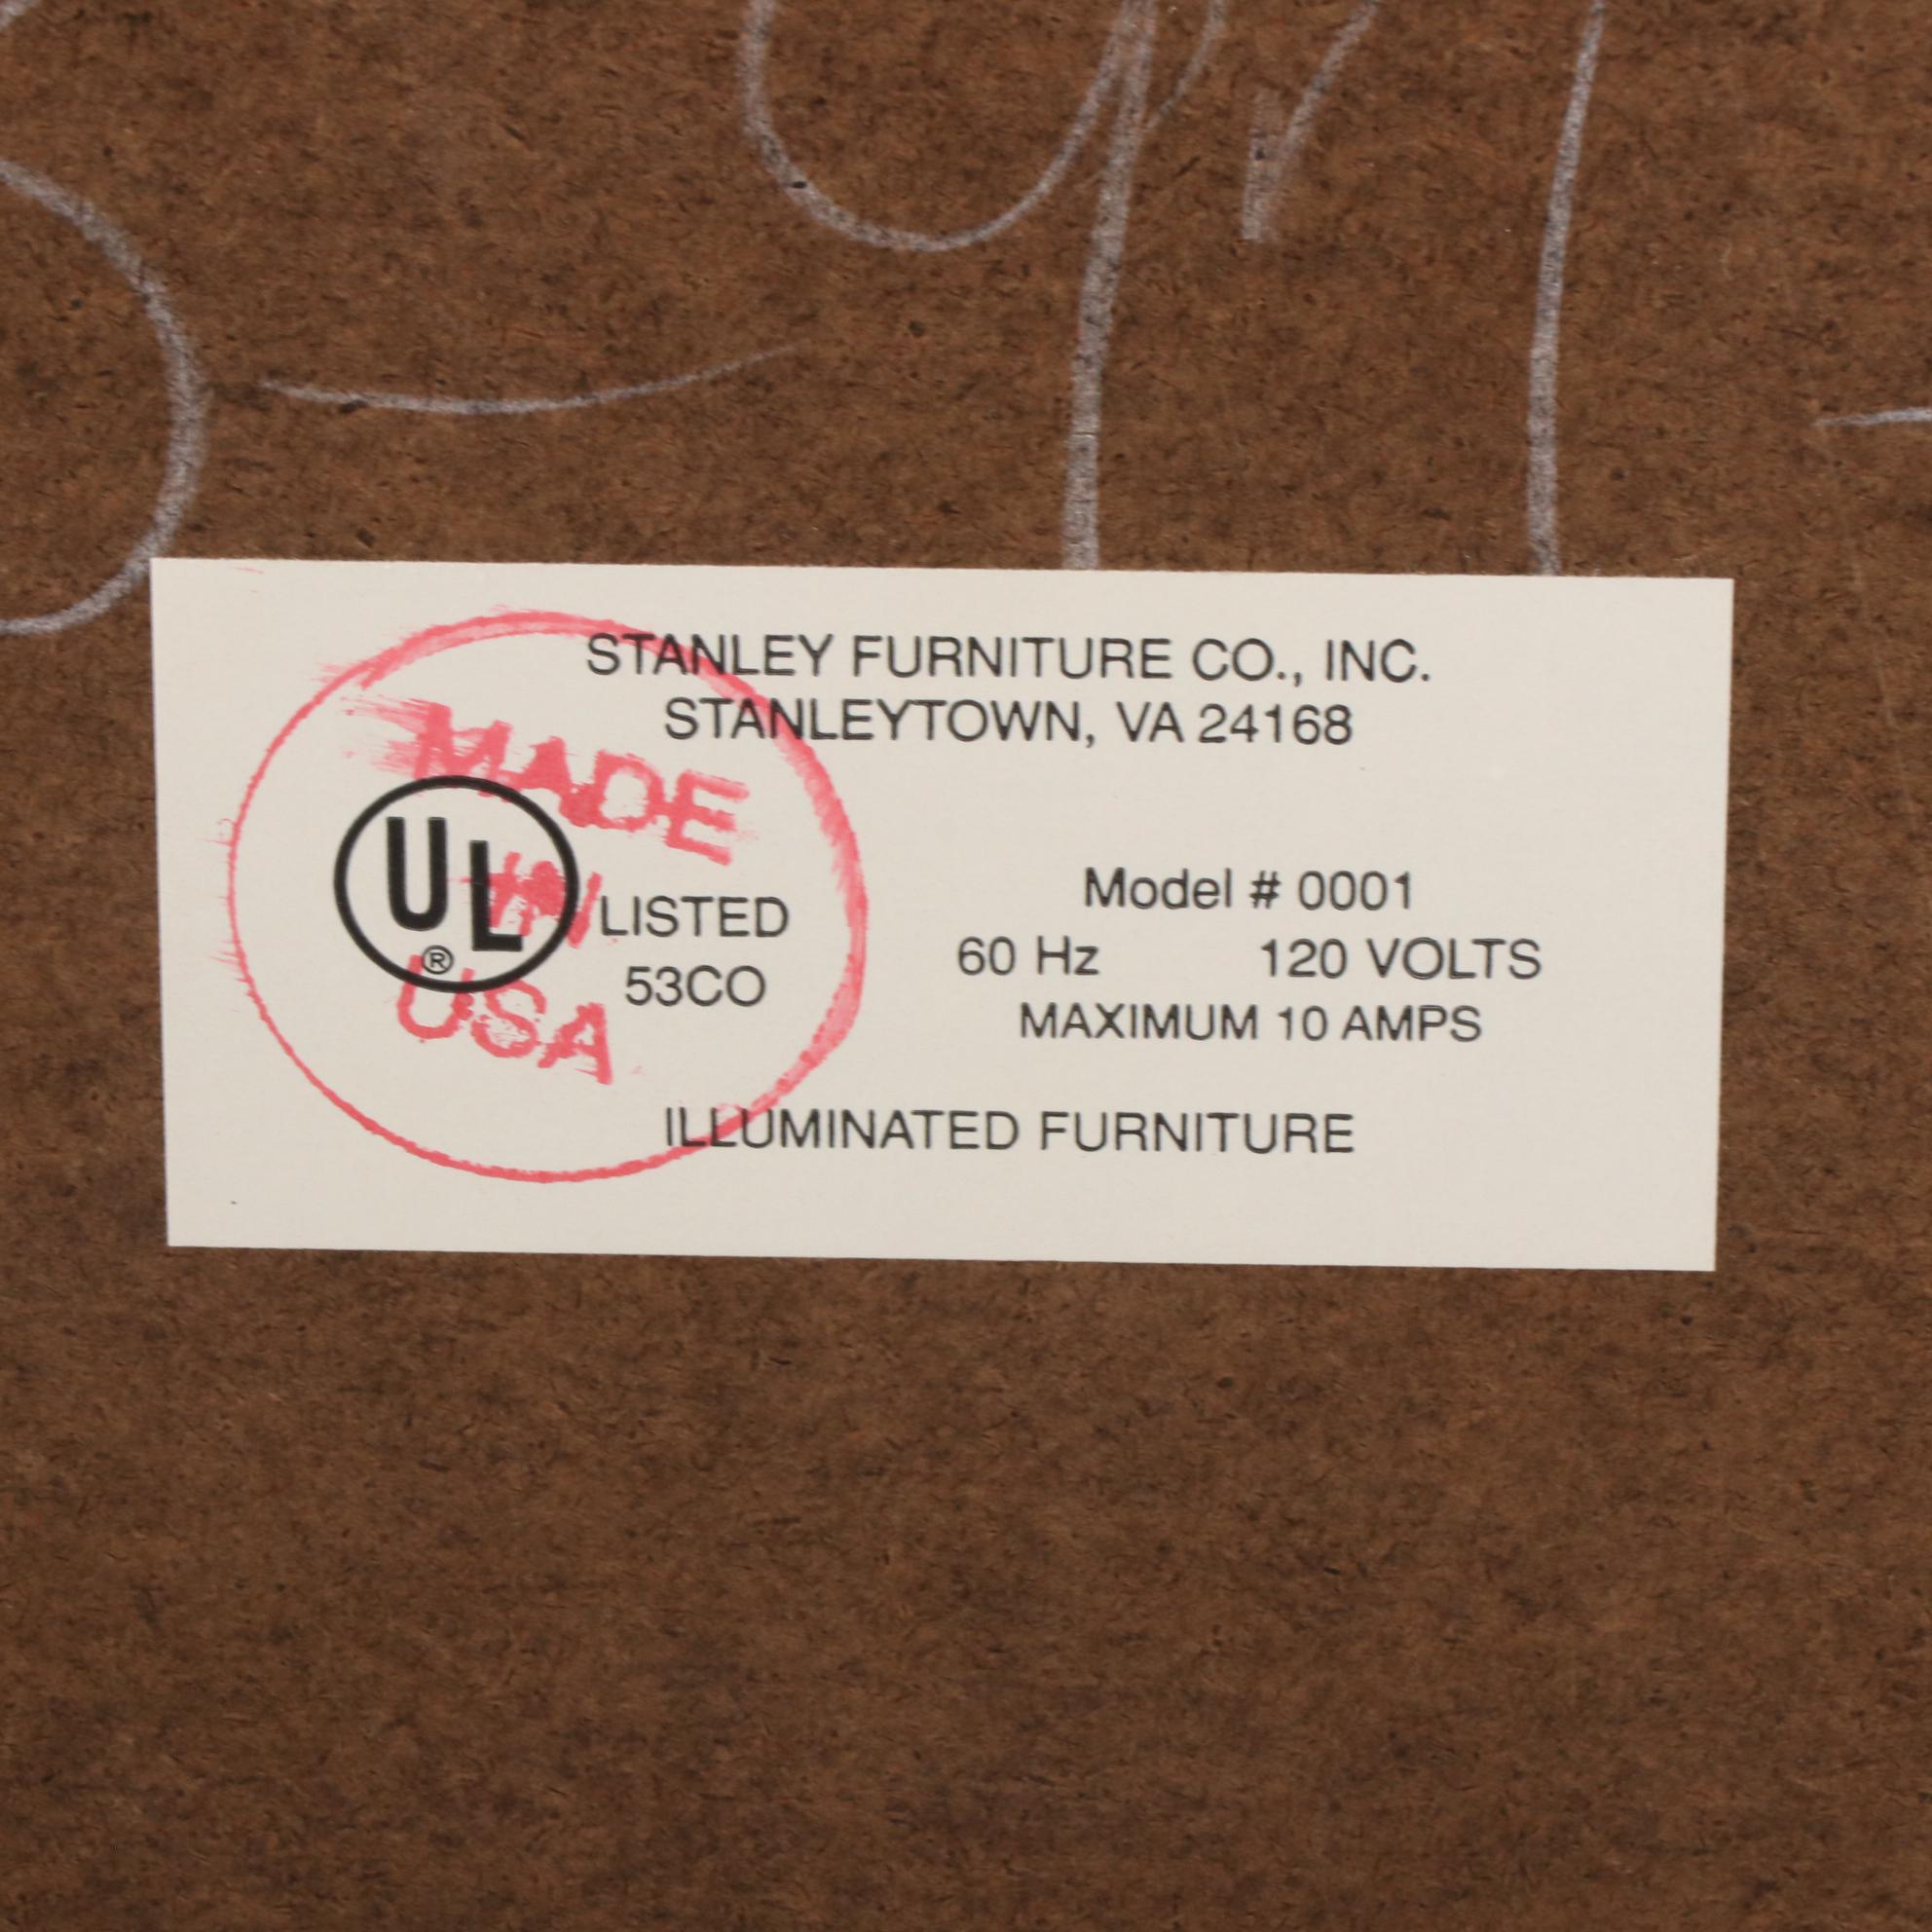 STANLEY FURNITURE CO., INC.
STANLEYTOWN, VA 24168
MADE
IN
USA
UL
®
LISTED
53CO
Model # 0001
60 Hz 120 VOLTS
MAXIMUM 10 AMPS
ILLUMINATED FURNITURE